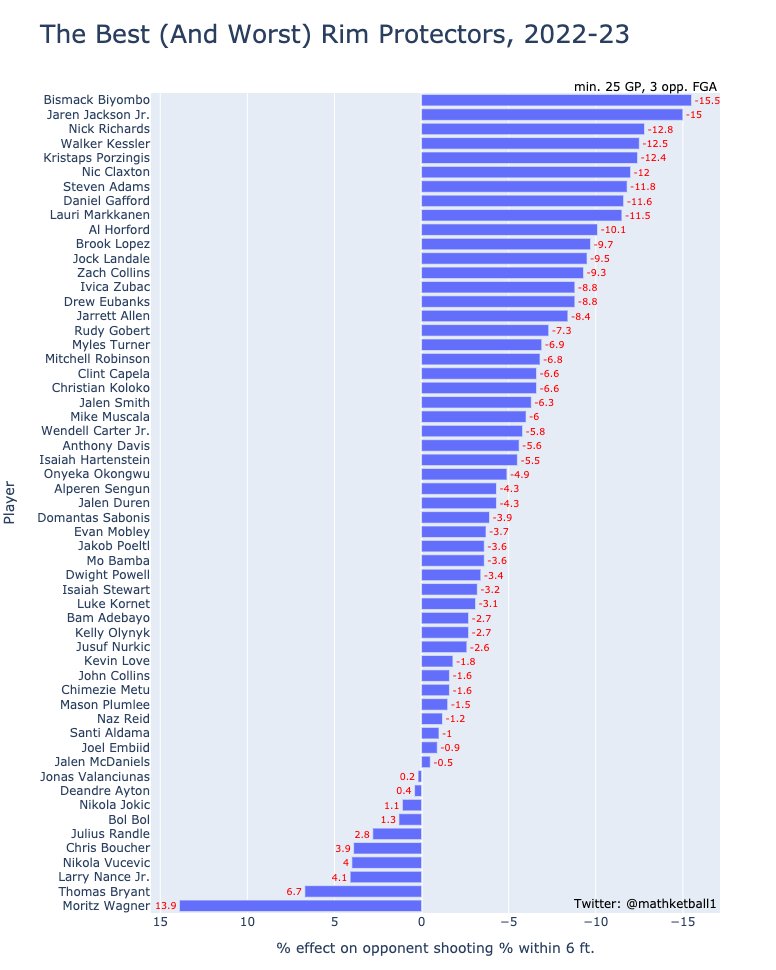 The Best (And Worst) Rim Protectors, 2022-23
min. 25 GP, 3 opp. FGA
Bismack Biyombo -15.5
Jaren Jackson Jr. -15
Nick Richards -12.8
Walker Kessler -12.5
Kristaps Porzingis -12.4
Nic Claxton -12
Steven Adams -11.8
Daniel Gafford -11.6
Lauri Markkanen -11.5
Al Horford -10.1
Brook Lopez -9.7
Jock Landale -9.5
Zach Collins -9.3
Ivica Zubac -8.8
Drew Eubanks -8.8
Jarrett Allen -8.4
Rudy Gobert -7.3
Myles Turner -6.9
Mitchell Robinson -6.8
Clint Capela -6.6
Christian Koloko -6.6
Jalen Smith -6.3
Mike Muscala -6
Wendell Carter Jr. -5.8
Anthony Davis -5.6
Isaiah Hartenstein -5.5
Onyeka Okongwu -4.9
Alperen Sengun -4.3
Jalen Duren -4.3
Domantas Sabonis -3.9
Evan Mobley -3.7
Jakob Poeltl -3.6
Mo Bamba -3.6
Dwight Powell -3.4
Isaiah Stewart -3.2
Luke Kornet -3.1
Bam Adebayo -2.7
Kelly Olynyk -2.7
Jusuf Nurkic -2.6
Kevin Love -1.8
John Collins -1.6
Chimezie Metu -1.6
Mason Plumlee -1.5
Naz Reid -1.2
Santi Aldama -1
Joel Embiid -0.9
Jalen McDaniels -0.5
Jonas Valanciunas 0.2
Deandre Ayton 0.4
Nikola Jokic 1.1
Bol Bol 1.3
Julius Randle 2.8
Chris Boucher 3.9
Nikola Vucevic 4
Larry Nance Jr. 4.1
Thomas Bryant 6.7
Moritz Wagner 13.9
Player
Twitter: @mathketball1
15 10 5 0 −5 −10 −15
% effect on opponent shooting % within 6 ft.